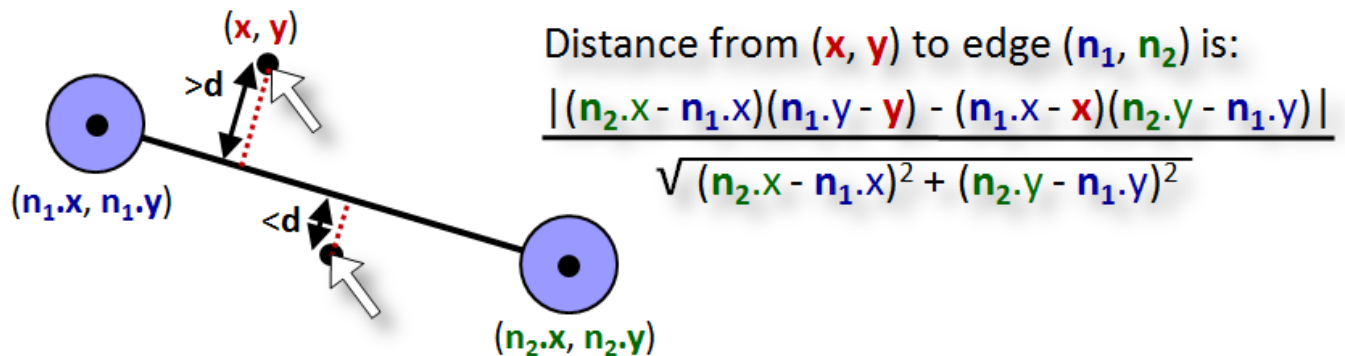 (x, y)
>d
(n₁.x, n₁.y)
<d
(n₂.x, n₂.y)
Distance from (x, y) to edge (n₁, n₂) is:
|(n₂.x - n₁.x)(n₁.y - y) - (n₁.x - x)(n₂.y - n₁.y)|
√(n₂.x - n₁.x)² + (n₂.y - n₁.y)²